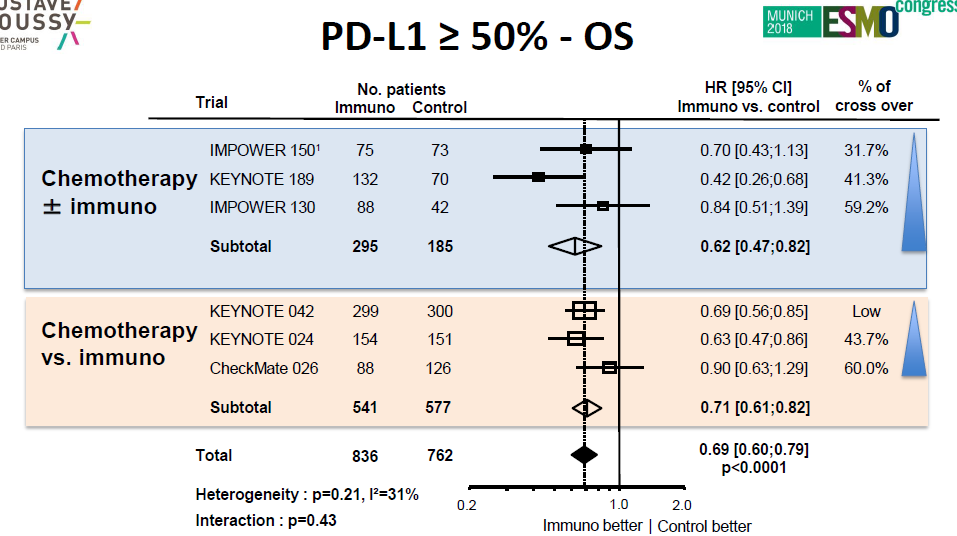 USTAVE
OUSSY
ER CAMPUS
D PARIS
MUNICH
2018
ESMO
congress
PD-L1 ≥ 50% - OS
Trial
No. patients
Immuno Control
HR [95% CI]
Immuno vs. control
% of
cross over
Chemotherapy
± immuno
IMPOWER 150¹ 75 73 0.70 [0.43;1.13] 31.7%
KEYNOTE 189 132 70 0.42 [0.26;0.68] 41.3%
IMPOWER 130 88 42 0.84 [0.51;1.39] 59.2%
Subtotal 295 185 0.62 [0.47;0.82]
Chemotherapy
vs. immuno
KEYNOTE 042 299 300 0.69 [0.56;0.85] Low
KEYNOTE 024 154 151 0.63 [0.47;0.86] 43.7%
CheckMate 026 88 126 0.90 [0.63;1.29] 60.0%
Subtotal 541 577 0.71 [0.61;0.82]
Total 836 762 0.69 [0.60;0.79]
p<0.0001
Heterogeneity : p=0.21, I²=31%
Interaction : p=0.43
0.2 1.0 2.0
Immuno better | Control better